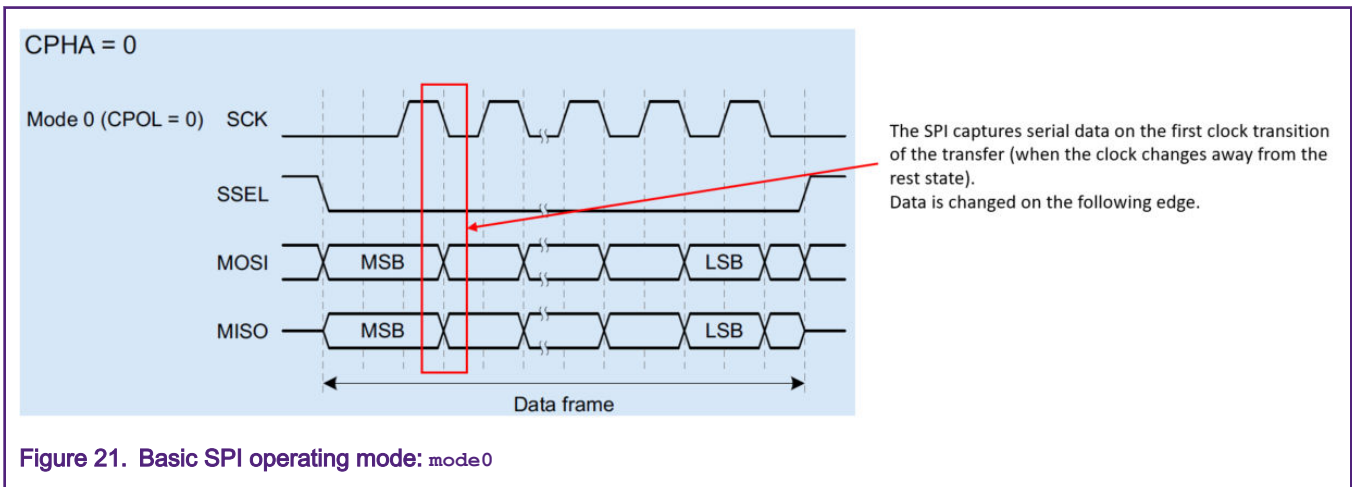 CPHA = 0
Mode 0 (CPOL = 0) SCK
SSEL
MOSI MSB LSB
MISO MSB LSB
Data frame
The SPI captures serial data on the first clock transition
of the transfer (when the clock changes away from the
rest state).
Data is changed on the following edge.
Figure 21. Basic SPI operating mode: mode0